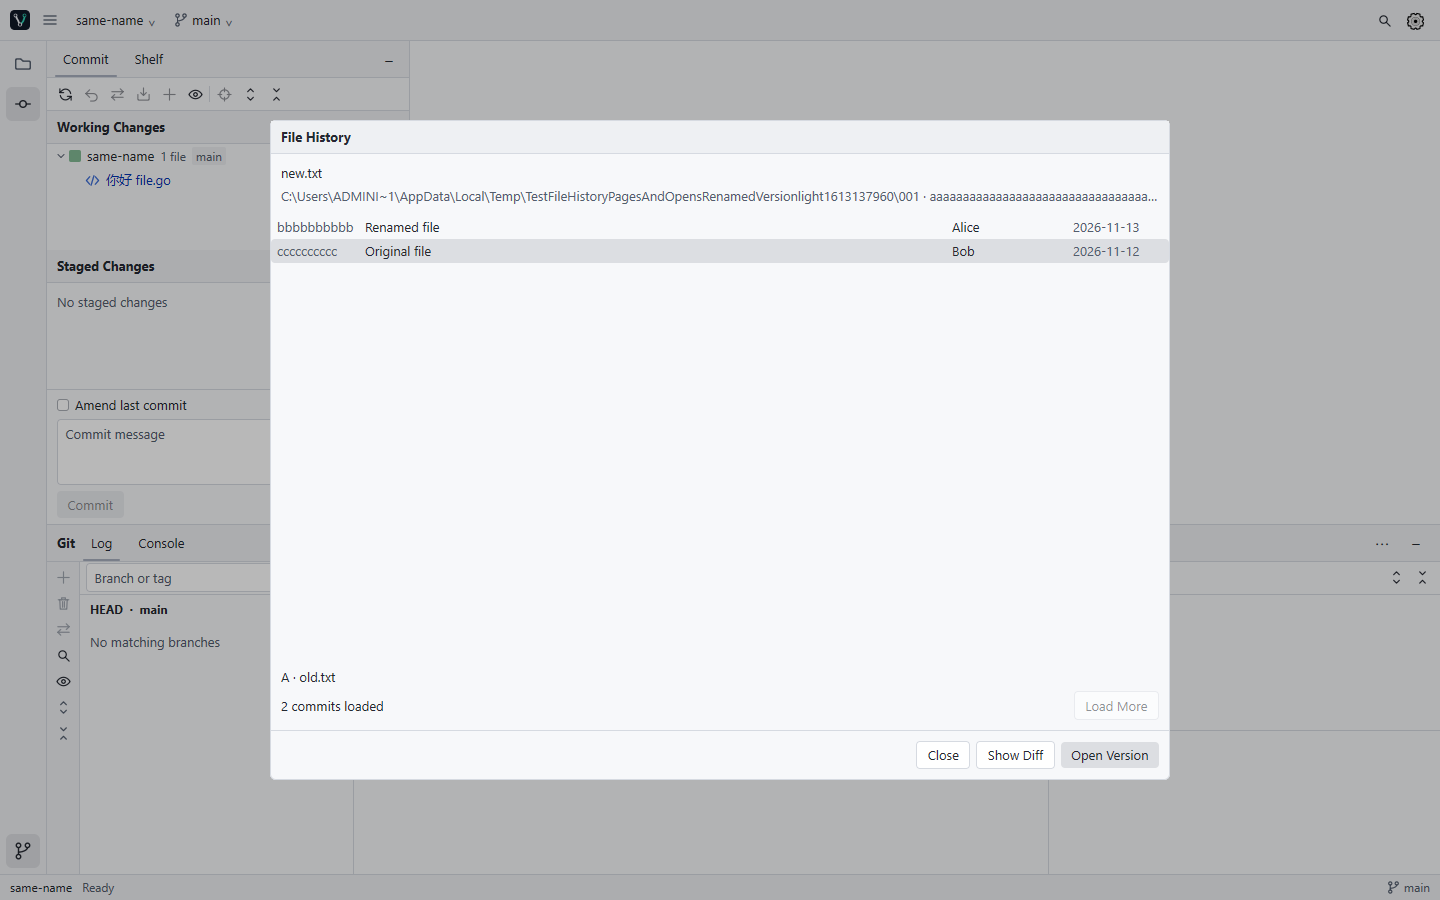 same-name
main
Commit
Shelf
Working Changes
same-name 1 file main
你好 file.go
Staged Changes
No staged changes
Amend last commit
Commit message
Commit
File History
new.txt
C:\Users\ADMINI~1\AppData\Local\Temp\TestFileHistoryPagesAndOpensRenamedVersionlight1613137960\001 · aaaaaaaaaaaaaaaaaaaaaaaaaaaaaaaaa...
bbbbbbbbbb Renamed file Alice 2026-11-13
cccccccccc Original file Bob 2026-11-12
A · old.txt
2 commits loaded
Load More
Close
Show Diff
Open Version
Git
Log
Console
Branch or tag
HEAD · main
No matching branches
same-name Ready
main